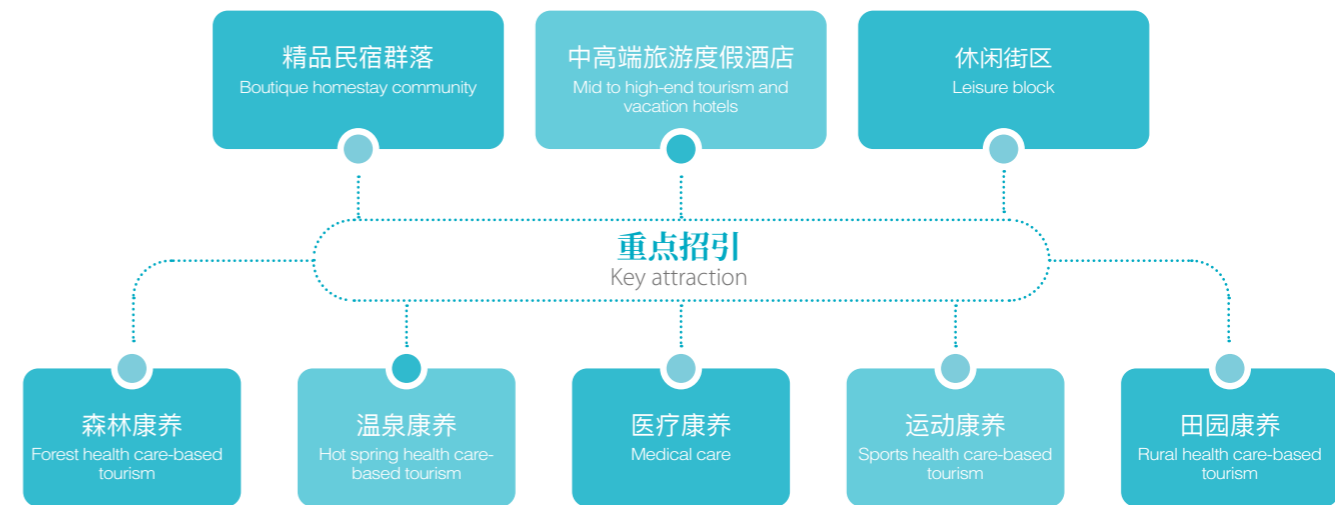 精品民宿群落
Boutique homestay community
中高端旅游度假酒店
Mid to high-end tourism and
vacation hotels
休闲街区
Leisure block
重点招引
Key attraction
森林康养
Forest health care-based
tourism
温泉康养
Hot spring health care-
based tourism
医疗康养
Medical care
运动康养
Sports health care-based
tourism
田园康养
Rural health care-based
tourism